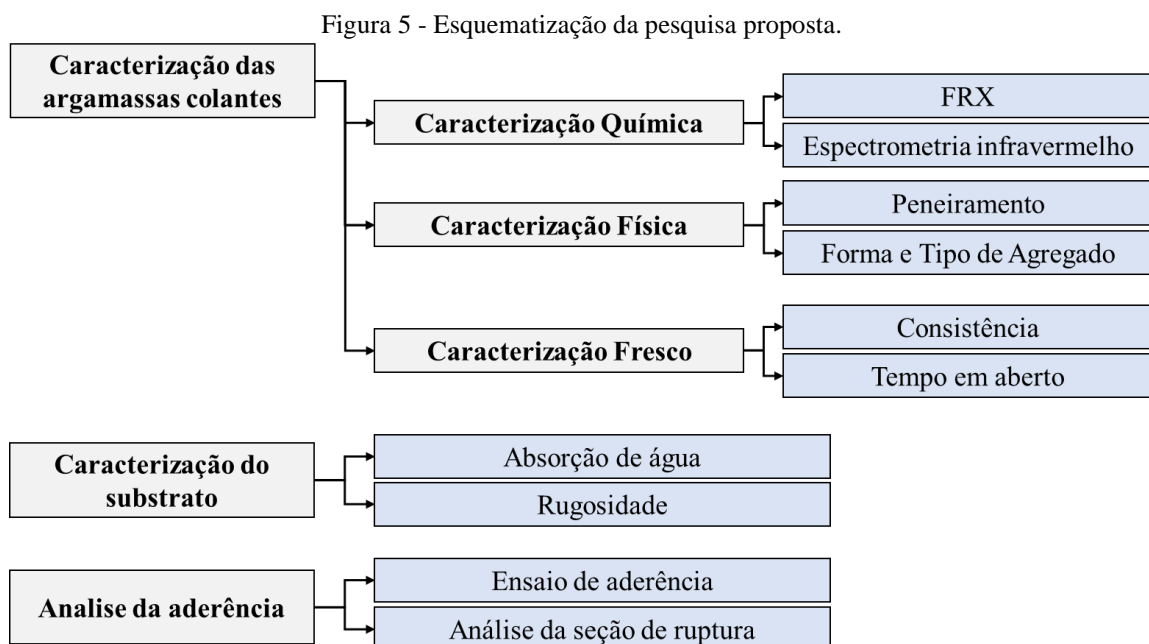 Figura 5 - Esquematização da pesquisa proposta.
Caracterização das
argamassas colantes
Caracterização Química
FRX
Espectrometria infravermelho
Caracterização Física
Peneiramento
Forma e Tipo de Agregado
Caracterização Fresco
Consistência
Tempo em aberto
Caracterização do
substrato
Absorção de água
Rugosidade
Analise da aderência
Ensaio de aderência
Análise da seção de ruptura